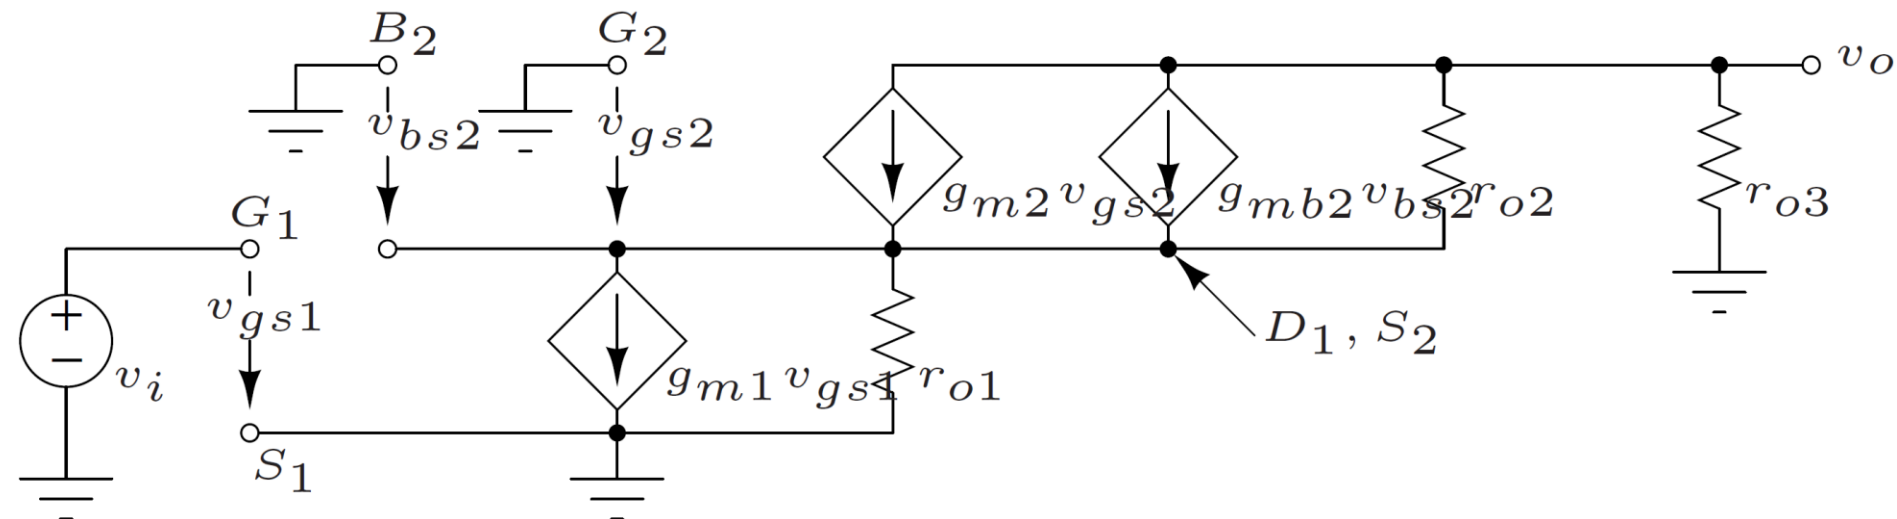 B2
G2
vo
vbs2
vgs2
gm2vgs2
gmb2vbs2
ro2
ro3
G1
+
−
vgs1
D1, S2
vi
gm1vgs1
ro1
S1